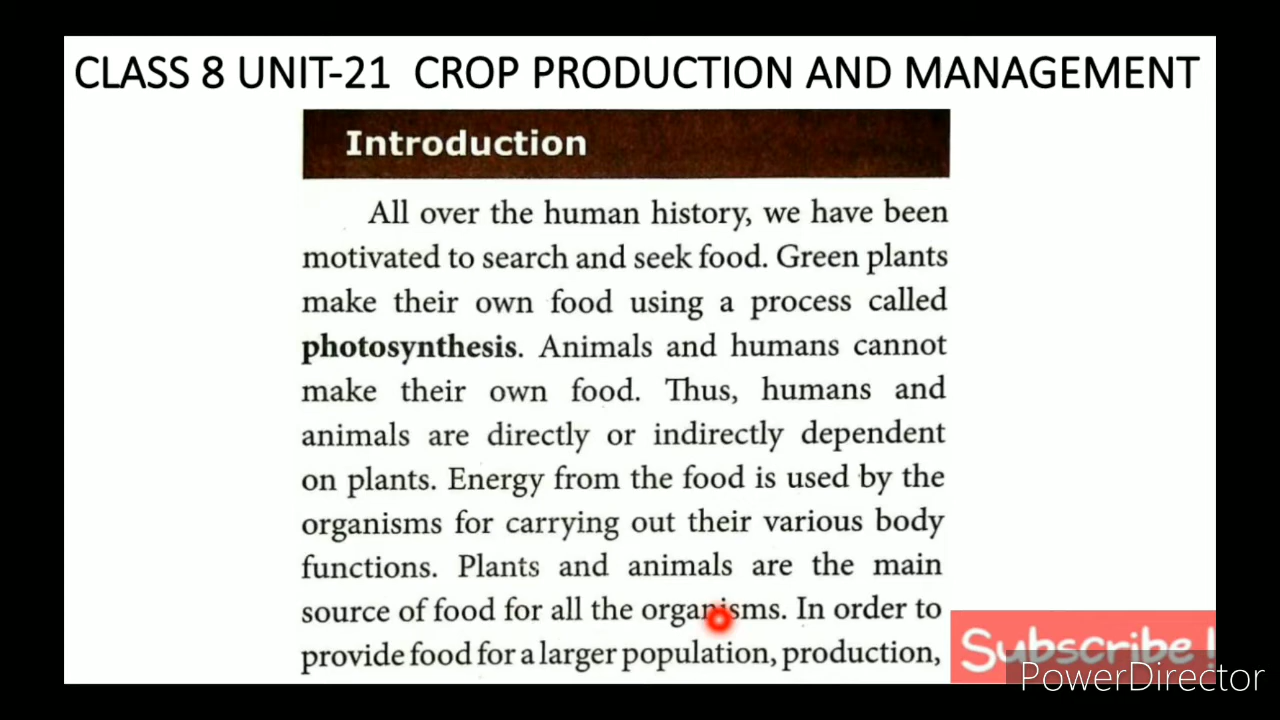 CLASS 8 UNIT-21 CROP PRODUCTION AND MANAGEMENT
Introduction
All over the human history, we have been
motivated to search and seek food. Green plants
make their own food using a process called
photosynthesis. Animals and humans cannot
make their own food. Thus, humans and
animals are directly or indirectly dependent
on plants. Energy from the food is used by the
organisms for carrying out their various body
functions. Plants and animals are the main
source of food for all the organisms. In order to
provide food for a larger population, production,
Subscribe !
PowerDirector